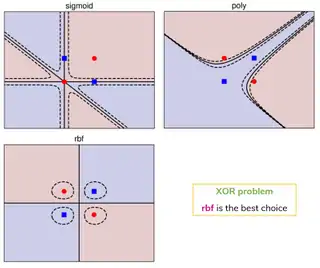 sigmoid
poly
rbf
XOR problem
rbf is the best choice